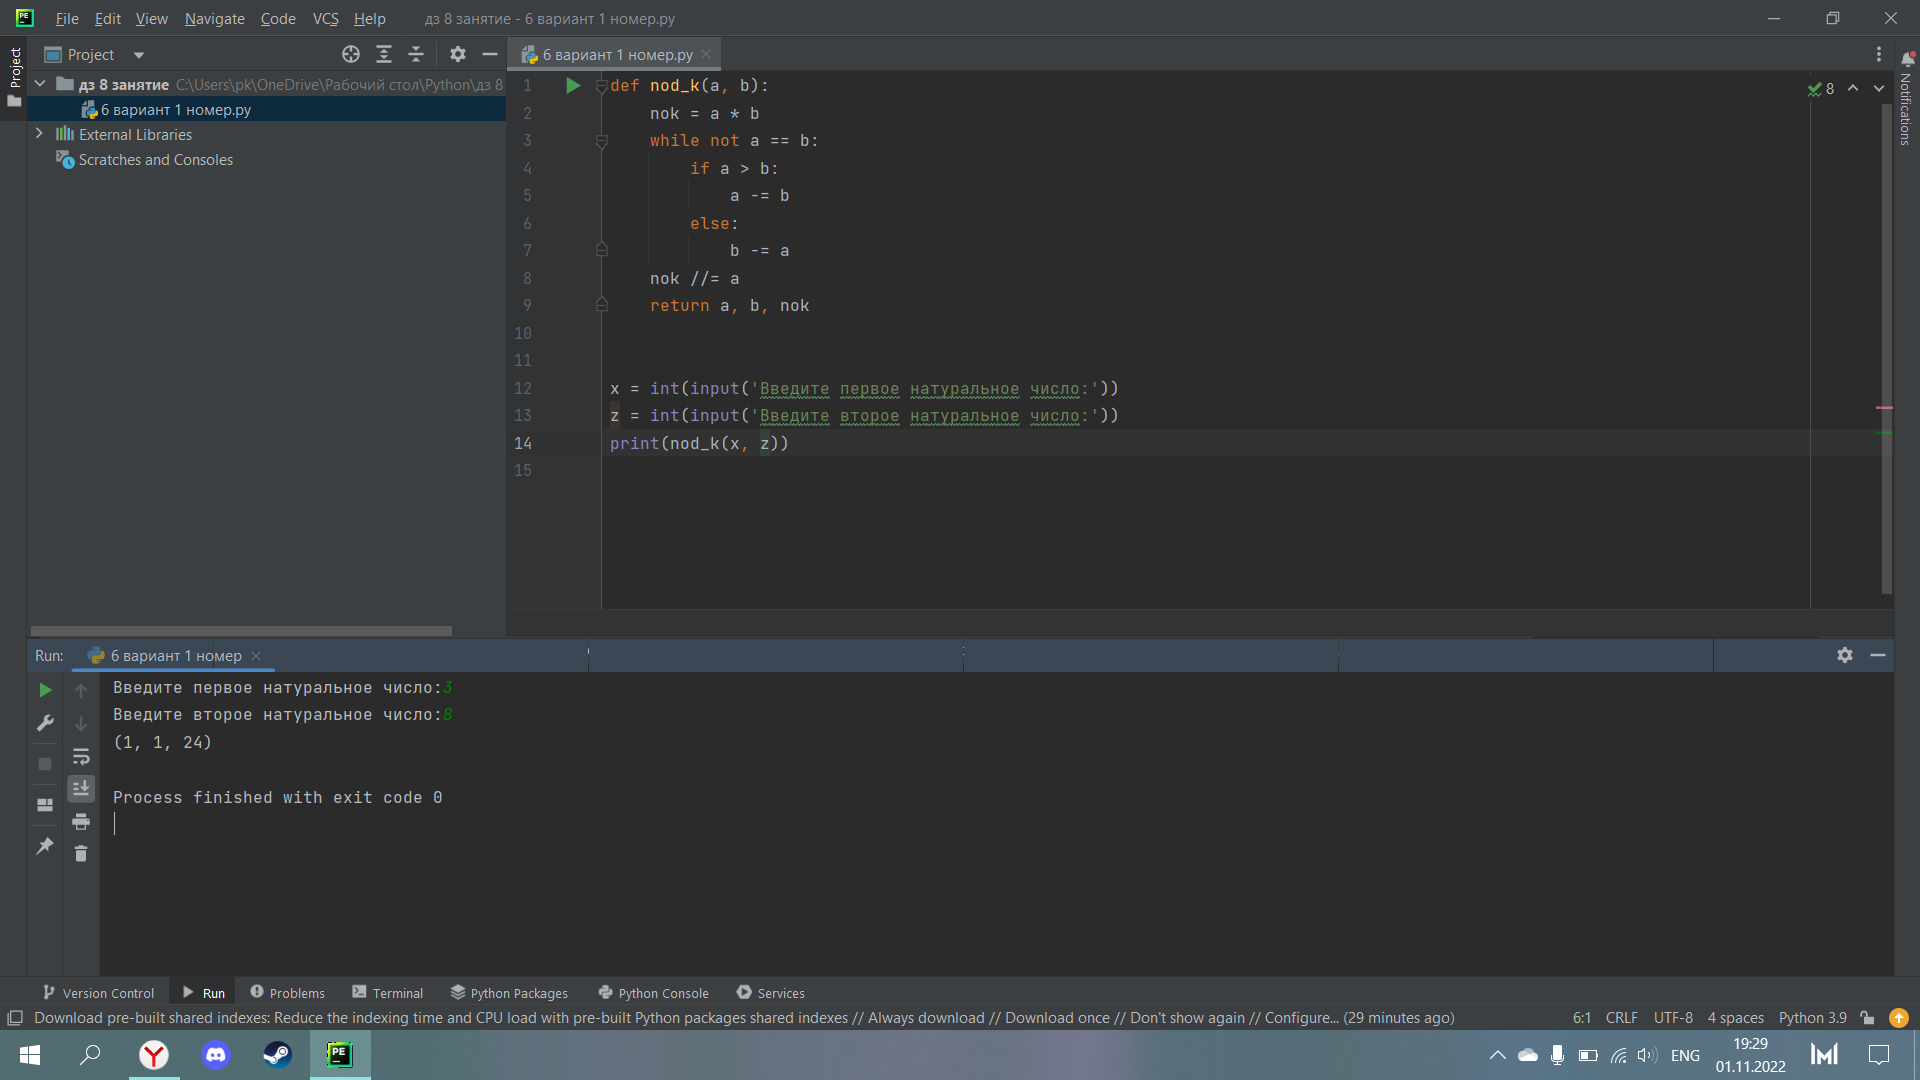 PE File Edit View Navigate Code VCS Help дз 8 занятие - 6 вариант 1 номер.py
Project
Project
дз 8 занятие C:\Users\pk\OneDrive\Рабочий стол\Python\дз 8
6 вариант 1 номер.py
External Libraries
Scratches and Consoles
6 вариант 1 номер.py
8
Notifications
1 def nod_k(a, b):
2 nok = a * b
3 while not a == b:
4 if a > b:
5 a -= b
6 else:
7 b -= a
8 nok //= a
9 return a, b, nok
10
11
12 x = int(input('Введите первое натуральное число:'))
13 z = int(input('Введите второе натуральное число:'))
14 print(nod_k(x, z))
15
Run: 6 вариант 1 номер
Введите первое натуральное число:3
Введите второе натуральное число:8
(1, 1, 24)
Process finished with exit code 0
Version Control Run Problems Terminal Python Packages Python Console Services
Download pre-built shared indexes: Reduce the indexing time and CPU load with pre-built Python packages shared indexes // Always download // Download once // Don't show again // Configure... (29 minutes ago) 6:1 CRLF UTF-8 4 spaces Python 3.9
PE
ENG
19:29
01.11.2022